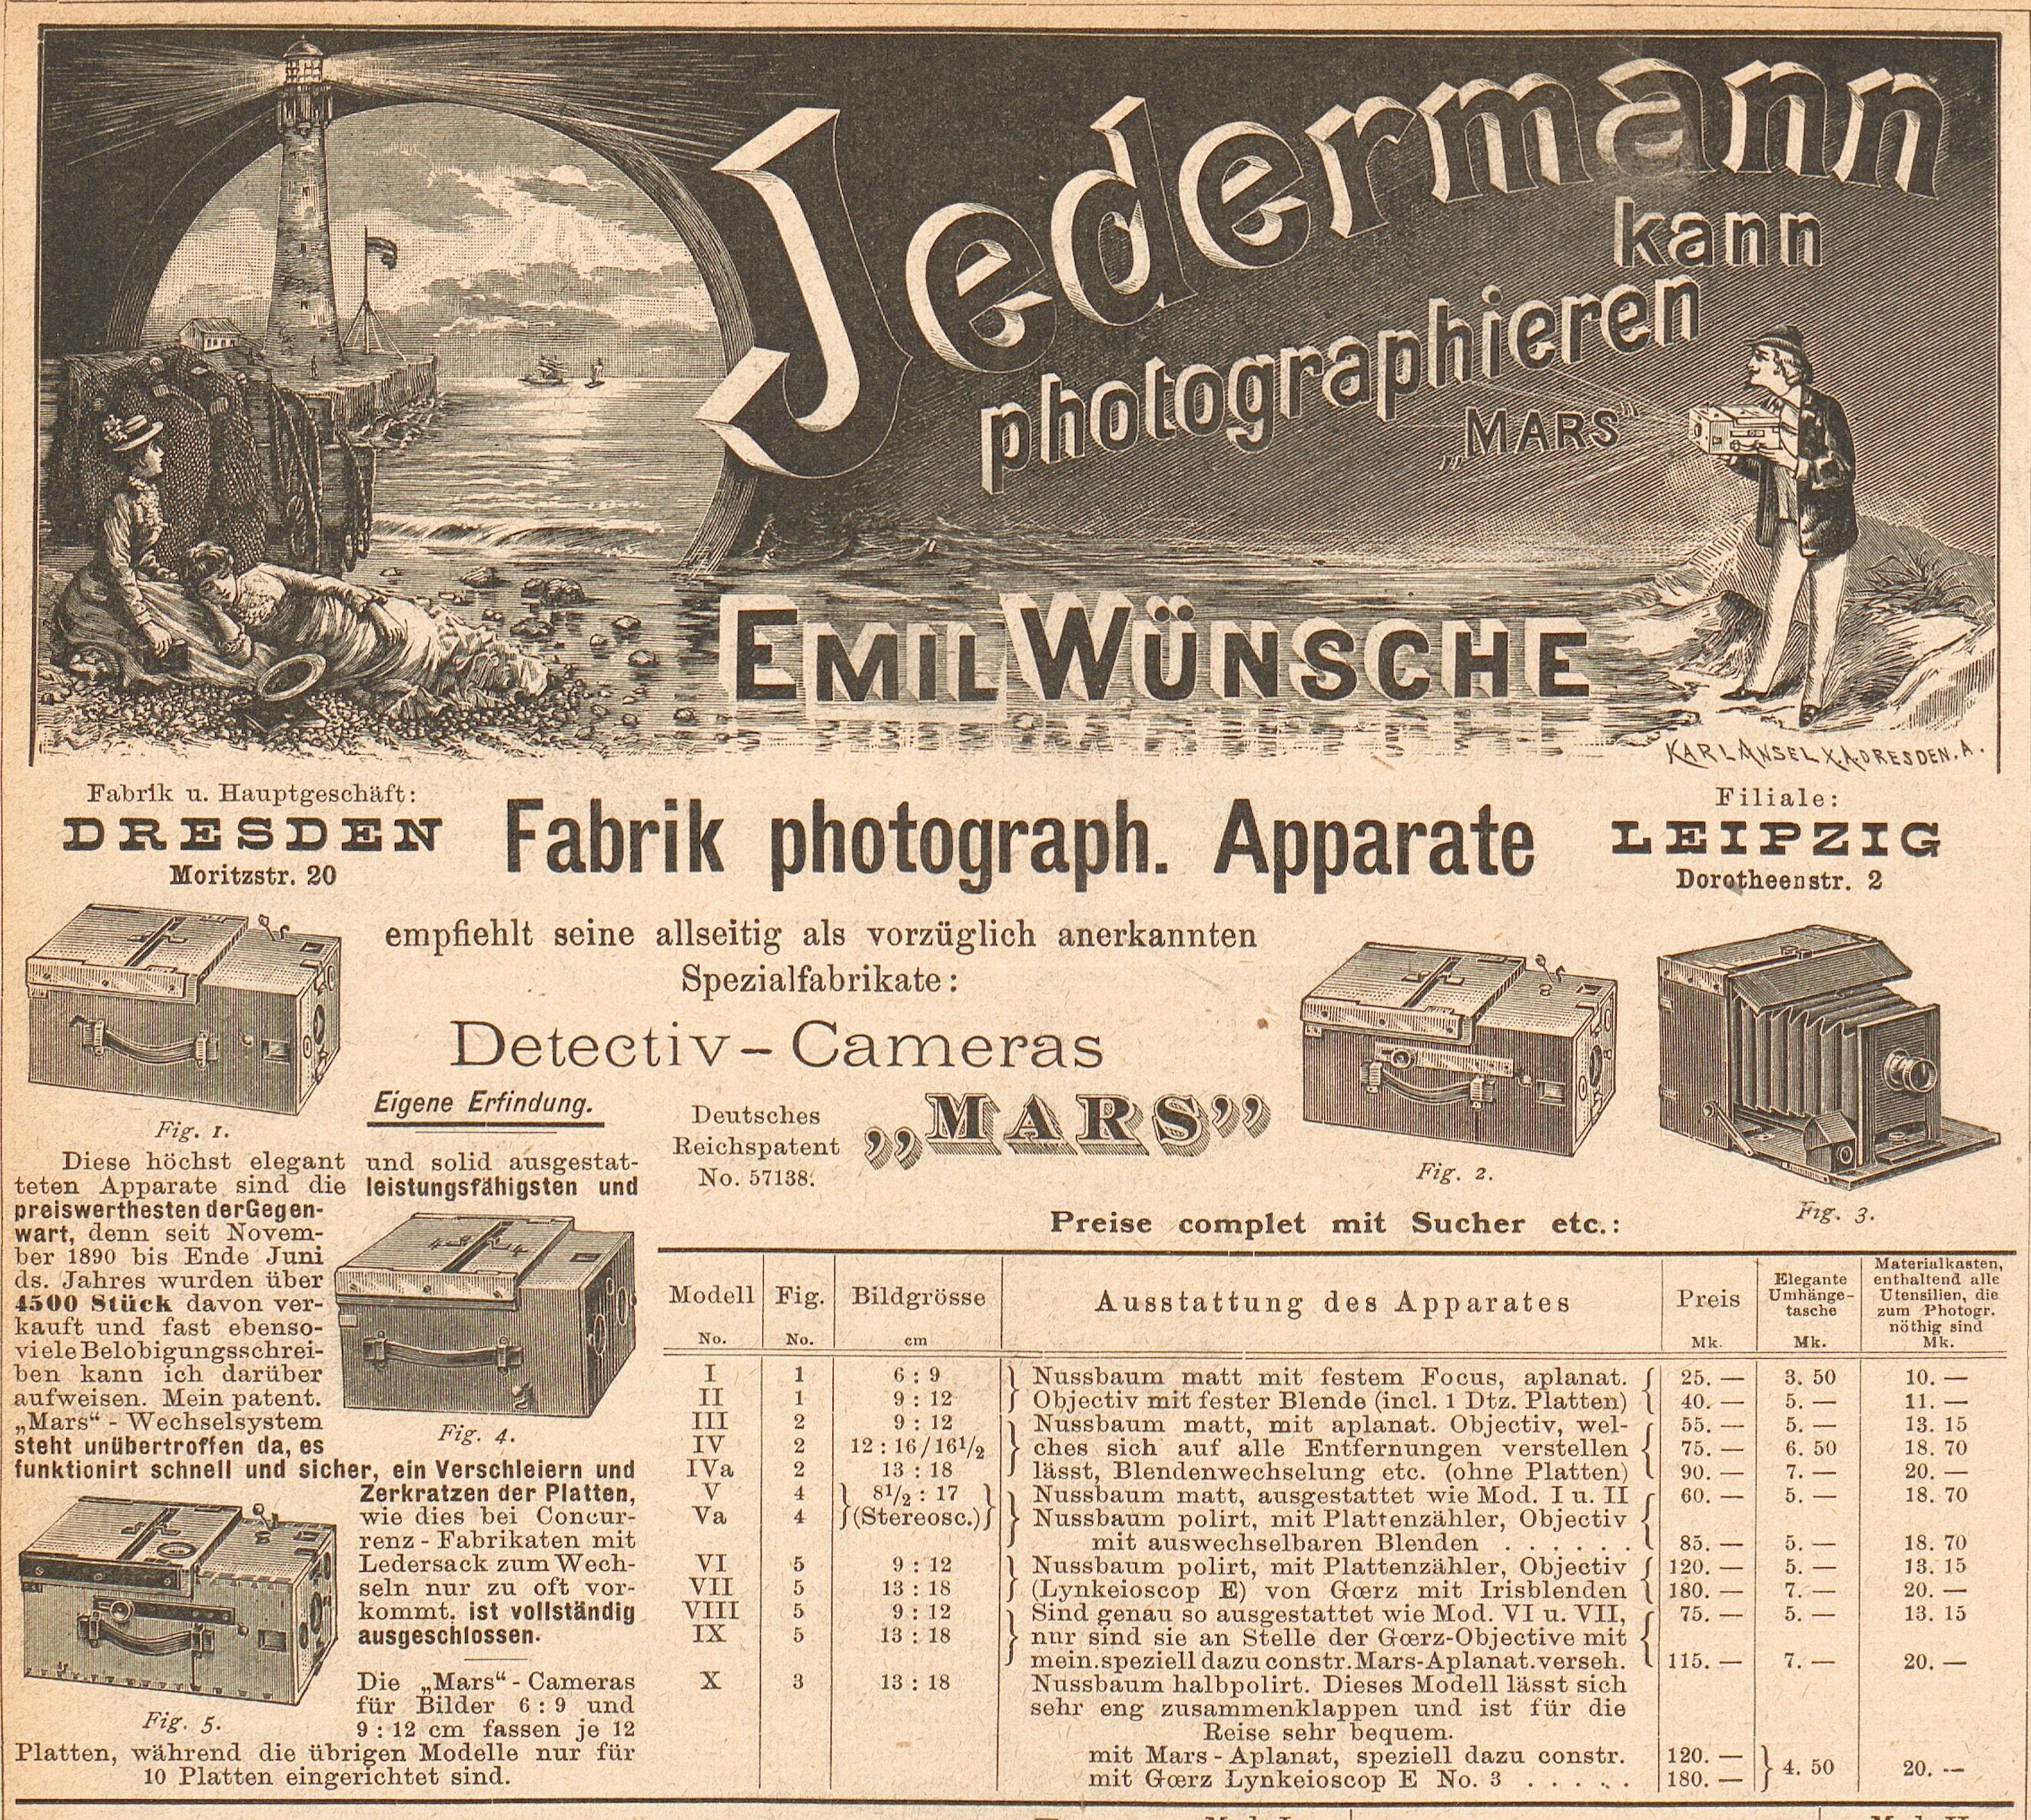 Jedermann
kann
photographieren
„MARS“
EMIL WÜNSCHE
KARL ANSEL X.A. DRESDEN. A.
Fabrik u. Hauptgeschäft:
DRESDEN
Moritzstr. 20
Fabrik photograph. Apparate
Filiale:
LEIPZIG
Dorotheenstr. 2
empfiehlt seine allseitig als vorzüglich anerkannten
Spezialfabrikate:
Detectiv-Cameras
Eigene Erfindung.
Deutsches
Reichspatent
No. 57138.
„MARS”
Fig. 1.
Fig. 2.
Fig. 3.
Diese höchst elegant und solid ausgestat-
teten Apparate sind die leistungsfähigsten und
preiswerthesten der Gegen-
wart, denn seit Novem-
ber 1890 bis Ende Juni
ds. Jahres wurden über
4500 Stück davon ver-
kauft und fast ebenso-
viele Belobigungsschrei-
ben kann ich darüber
aufweisen. Mein patent.
„Mars“-Wechselsystem
steht unübertroffen da, es
funktionirt schnell und sicher, ein Verschleiern und
Zerkratzen der Platten,
wie dies bei Concur-
renz-Fabrikaten mit
Ledersack zum Wech-
seln nur zu oft vor-
kommt, ist vollständig
ausgeschlossen.
Fig. 4.
Fig. 5.
Die „Mars“-Cameras
für Bilder 6:9 und
9:12 cm fassen je 12
Platten, während die übrigen Modelle nur für
10 Platten eingerichtet sind.
Preise complet mit Sucher etc.:
Modell No. Fig. No. Bildgrösse cm Ausstattung des Apparates Preis Mk. Elegante Umhänge-tasche Mk. Materialkasten, enthaltend alle Utensilien, die zum Photogr. nöthig sind Mk.
I 1 6:9 Nussbaum matt mit festem Focus, aplanat. 25.— 3.50 10.—
II 1 9:12 Objectiv mit fester Blende (incl. 1 Dtz. Platten) 40.— 5.— 11.—
III 2 9:12 Nussbaum matt, mit aplanat. Objectiv, wel- 55.— 5.— 13.15
IV 2 12:16/16½ ches sich auf alle Entfernungen verstellen 75.— 6.50 18.70
IVa 2 13:18 lässt, Blendenwechselung etc. (ohne Platten) 90.— 7.— 20.—
V 4 8½:17 Nussbaum matt, ausgestattet wie Mod. I u. II 60.— 5.— 18.70
Va 4 (Stereosc.) Nussbaum polirt, mit Plattenzähler, Objectiv
mit auswechselbaren Blenden . . . . . . 85.— 5.— 18.70
VI 5 9:12 Nussbaum polirt, mit Plattenzähler, Objectiv 120.— 5.— 13.15
VII 5 13:18 (Lynkeioscop E) von Gœrz mit Irisblenden 180.— 7.— 20.—
VIII 5 9:12 Sind genau so ausgestattet wie Mod. VI u. VII, 75.— 5.— 13.15
IX 5 13:18 nur sind sie an Stelle der Gœrz-Objective mit
mein. speziell dazu constr. Mars-Aplanat. verseh. 115.— 7.— 20.—
X 3 13:18 Nussbaum halbpolirt. Dieses Modell lässt sich
sehr eng zusammenklappen und ist für die
Reise sehr bequem.
mit Mars-Aplanat, speziell dazu constr. 120.—
4.50 20.—
mit Gœrz Lynkeioscop E No. 3 . . . . . 180.—